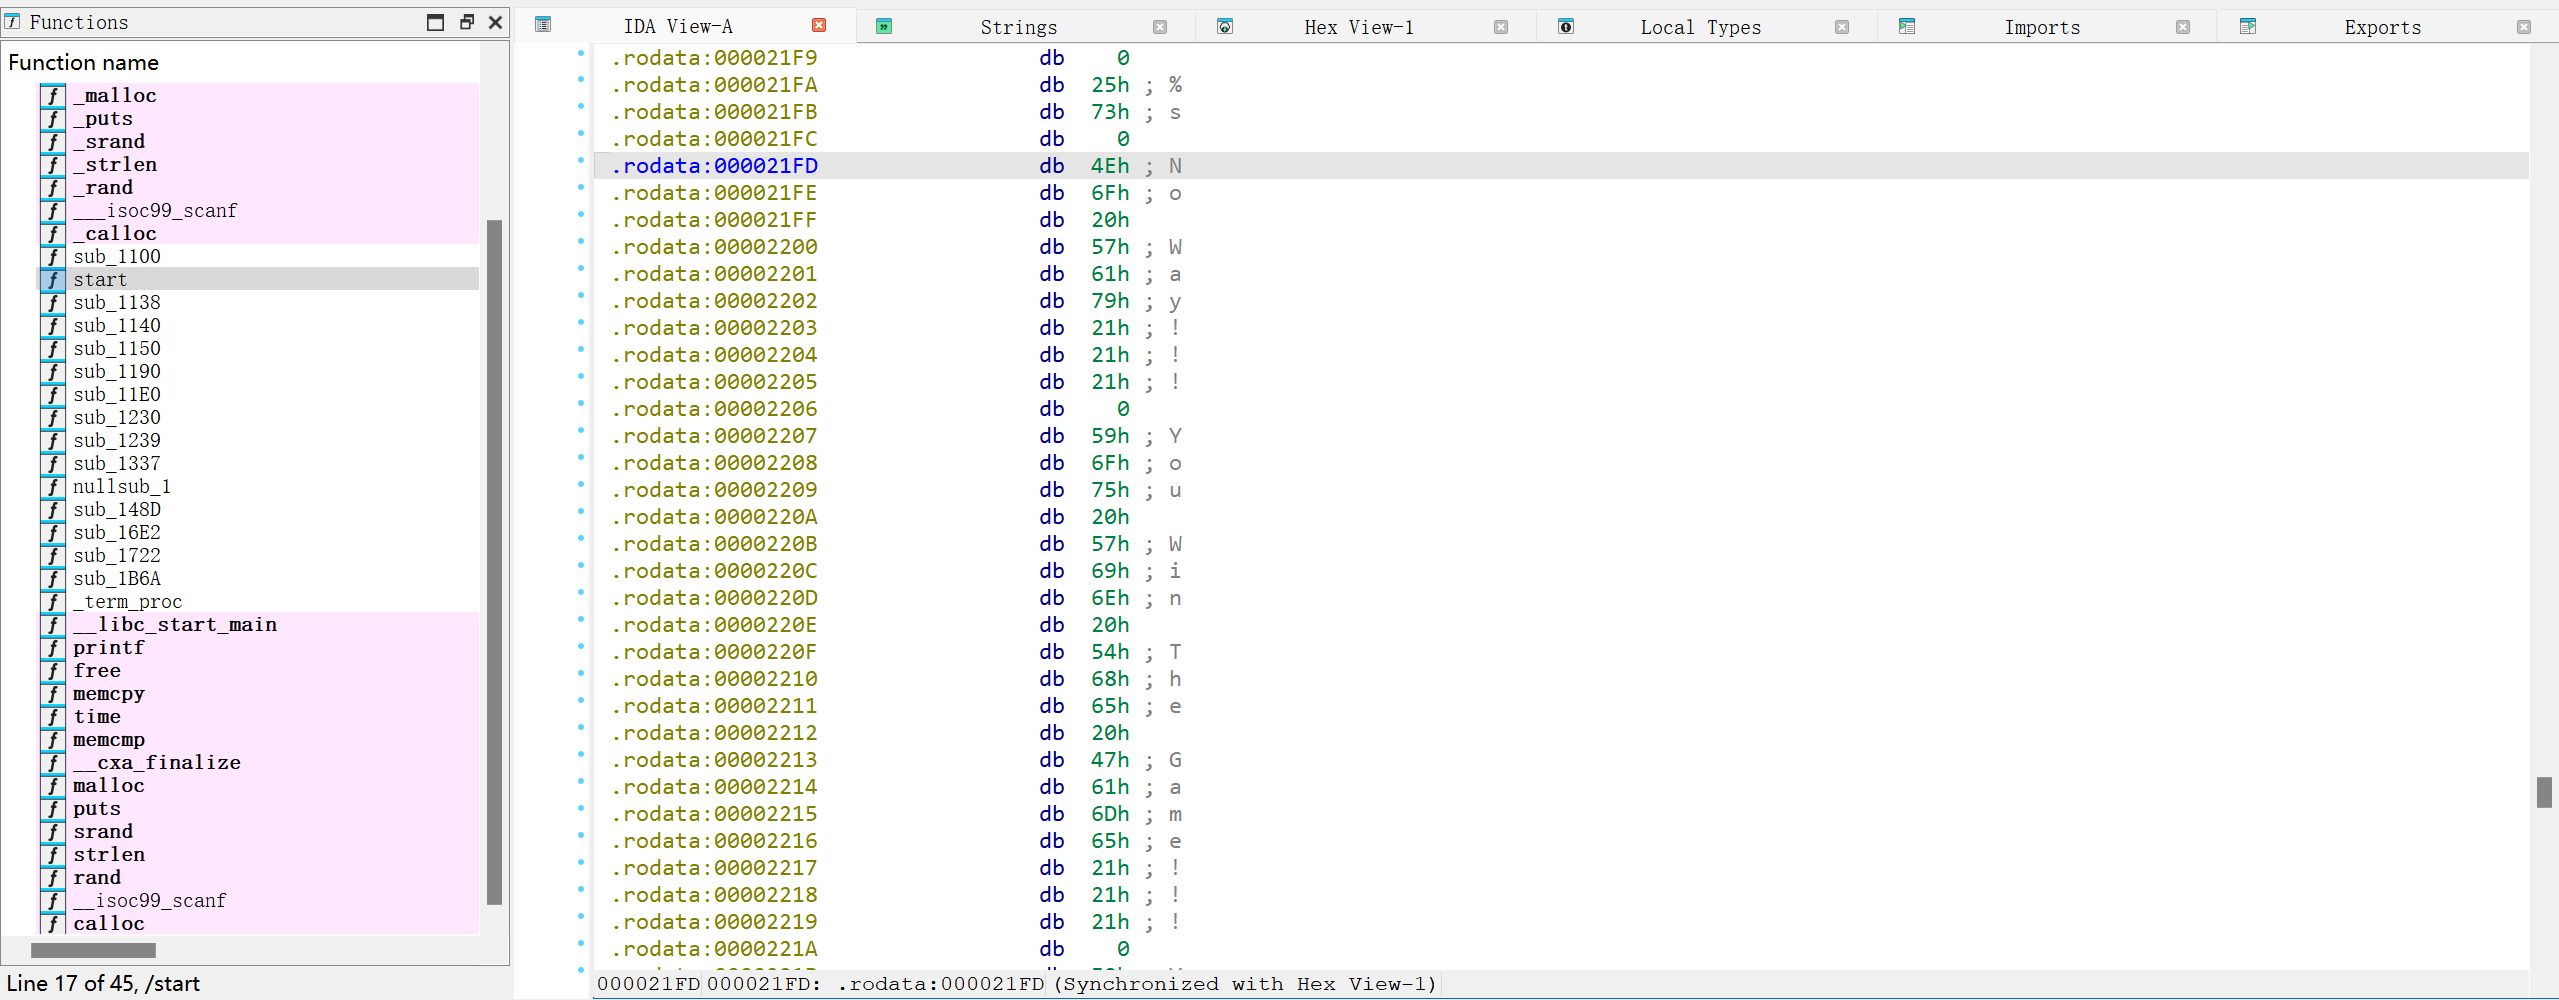 Functions
Function name
_malloc
_puts
_srand
_strlen
_rand
___isoc99_scanf
_calloc
sub_1100
start
sub_1138
sub_1140
sub_1150
sub_1190
sub_11E0
sub_1230
sub_1239
sub_1337
nullsub_1
sub_148D
sub_16E2
sub_1722
sub_1B6A
_term_proc
__libc_start_main
printf
free
memcpy
time
memcmp
__cxa_finalize
malloc
puts
srand
strlen
rand
__isoc99_scanf
calloc
Line 17 of 45, /start
IDA View-A Strings Hex View-1 Local Types Imports Exports
.rodata:000021F9 db 0
.rodata:000021FA db 25h ; %
.rodata:000021FB db 73h ; s
.rodata:000021FC db 0
.rodata:000021FD db 4Eh ; N
.rodata:000021FE db 6Fh ; o
.rodata:000021FF db 20h
.rodata:00002200 db 57h ; W
.rodata:00002201 db 61h ; a
.rodata:00002202 db 79h ; y
.rodata:00002203 db 21h ; !
.rodata:00002204 db 21h ; !
.rodata:00002205 db 21h ; !
.rodata:00002206 db 0
.rodata:00002207 db 59h ; Y
.rodata:00002208 db 6Fh ; o
.rodata:00002209 db 75h ; u
.rodata:0000220A db 20h
.rodata:0000220B db 57h ; W
.rodata:0000220C db 69h ; i
.rodata:0000220D db 6Eh ; n
.rodata:0000220E db 20h
.rodata:0000220F db 54h ; T
.rodata:00002210 db 68h ; h
.rodata:00002211 db 65h ; e
.rodata:00002212 db 20h
.rodata:00002213 db 47h ; G
.rodata:00002214 db 61h ; a
.rodata:00002215 db 6Dh ; m
.rodata:00002216 db 65h ; e
.rodata:00002217 db 21h ; !
.rodata:00002218 db 21h ; !
.rodata:00002219 db 21h ; !
.rodata:0000221A db 0
000021FD 000021FD: .rodata:000021FD (Synchronized with Hex View-1)